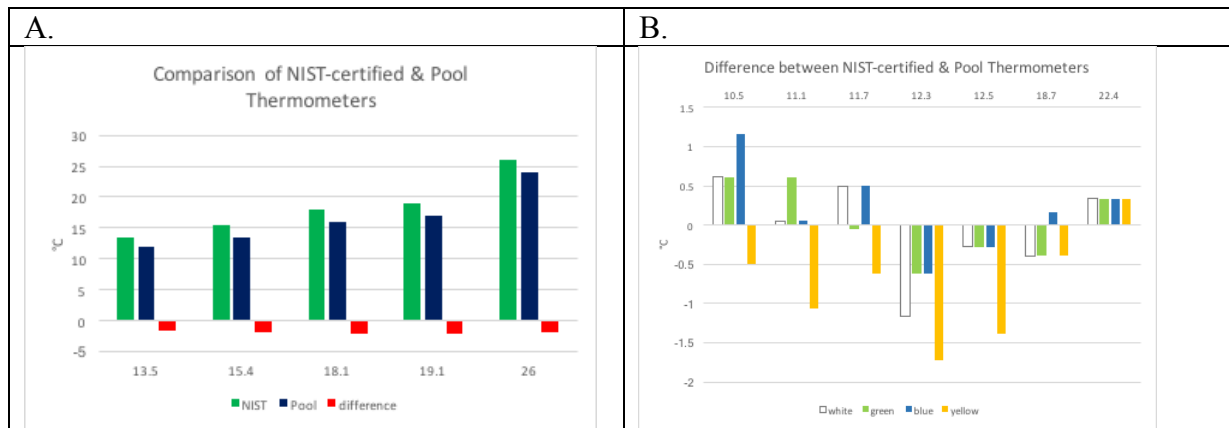 A.
B.
Comparison of NIST-certified & Pool
Thermometers
30
25
20
15
10
5
0
-5
°C
13.5 15.4 18.1 19.1 26
NIST Pool difference
Difference between NIST-certified & Pool Thermometers
10.5 11.1 11.7 12.3 12.5 18.7 22.4
1.5
1
0.5
0
-0.5
-1
-1.5
-2
°C
white green blue yellow